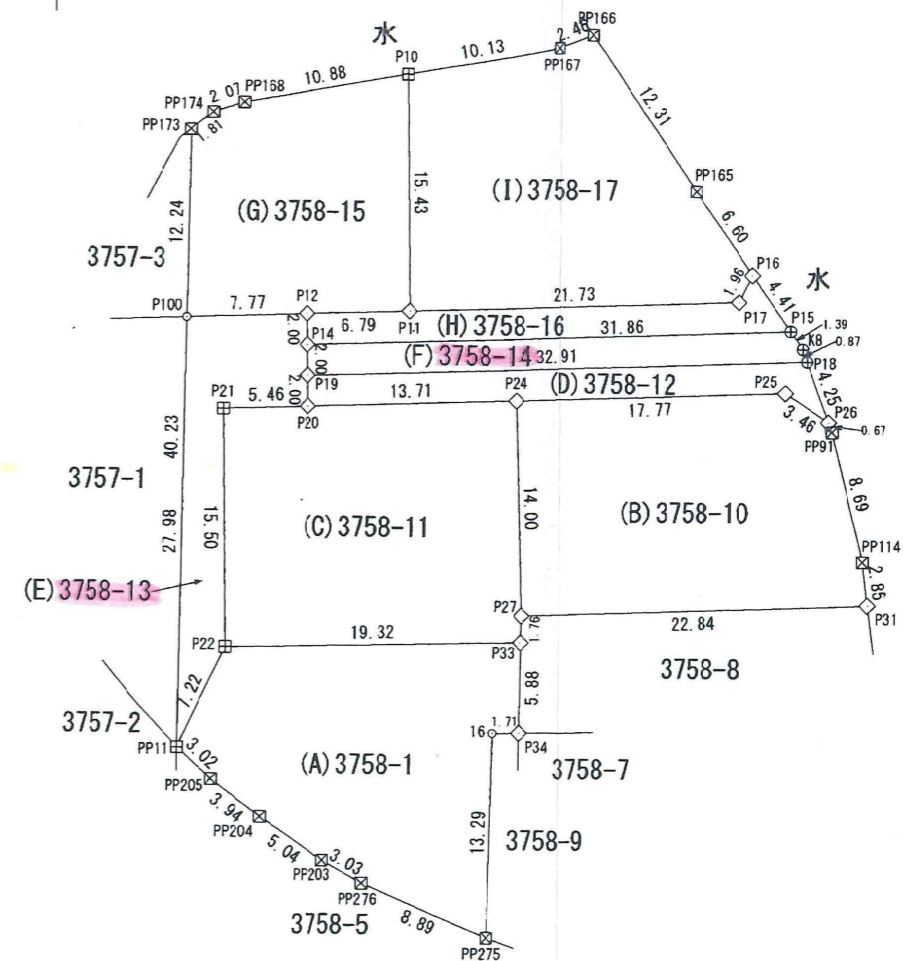 水
PP166
2.46
P10
10.13
PP167
10.88
2.07
PP168
PP174
PP173
1.81
12.31
(I)3758-17
PP165
(G)3758-15
15.43
12.24
3757-3
6.60
P16
水
1.96
4.41
P100
7.77
P12
21.73
P17
P15
1.39
2.00
6.79
P11
(H)3758-16
31.86
K8
0.87
P14
(F)3758-14
32.91
P18
2.00
P19
(D)3758-12
4.25
P21
5.46
2.00
13.71
P24
P25
17.77
P20
3.46
P26
0.67
PP91
40.23
3757-1
15.50
14.00
8.69
(C)3758-11
(B)3758-10
27.98
PP114
(E)3758-13
2.85
P27
P31
22.84
1.76
P22
19.32
P33
3758-8
5.88
7.22
3757-2
16
1.71
PP11
3.02
P34
(A)3758-1
3758-7
PP205
3.94
PP204
13.29
3758-9
5.04
PP203
3.03
PP276
8.89
3758-5
PP275